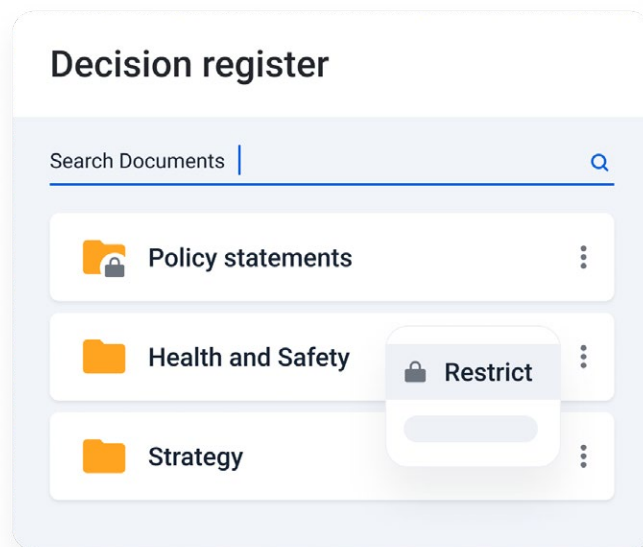 Decision register
Search Documents
Policy statements
Health and Safety
Restrict
Strategy